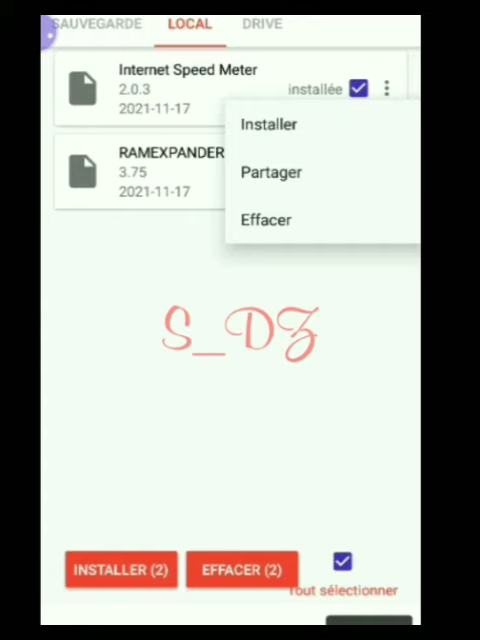 SAUVEGARDE LOCAL DRIVE
Internet Speed Meter
2.0.3 installée
2021-11-17
Installer
RAMEXPANDER
3.75
Partager
2021-11-17
Effacer
S_DZ
INSTALLER (2) EFFACER (2)
Tout sélectionner